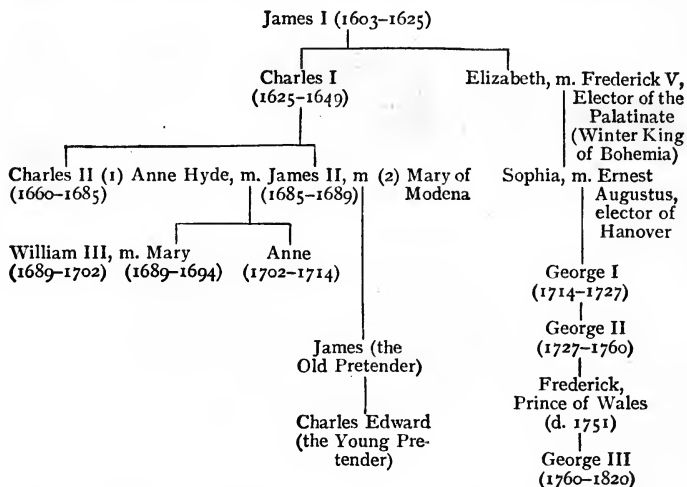 James I (1603–1625)
Charles I
(1625–1649)
Elizabeth, m. Frederick V,
Elector of the
Palatinate
(Winter King
of Bohemia)
Charles II (1) Anne Hyde, m. James II, m (2) Mary of
(1660–1685)
(1685–1689)
Modena
Sophia, m. Ernest
Augustus,
elector of
Hanover
William III, m. Mary
(1689–1702) (1689–1694)
Anne
(1702–1714)
George I
(1714–1727)
George II
(1727–1760)
James (the
Old Pretender)
Frederick,
Prince of Wales
(d. 1751)
Charles Edward
(the Young Pre-
tender)
George III
(1760–1820)